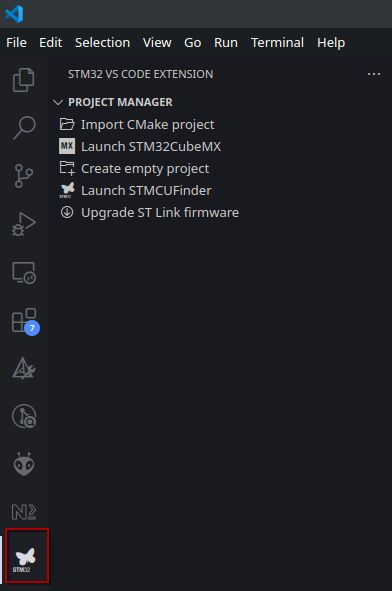 File Edit Selection View Go Run Terminal Help
STM32 VS CODE EXTENSION
PROJECT MANAGER
Import CMake project
MX Launch STM32CubeMX
Create empty project
Launch STMCUFinder
Upgrade ST Link firmware
7
STM32